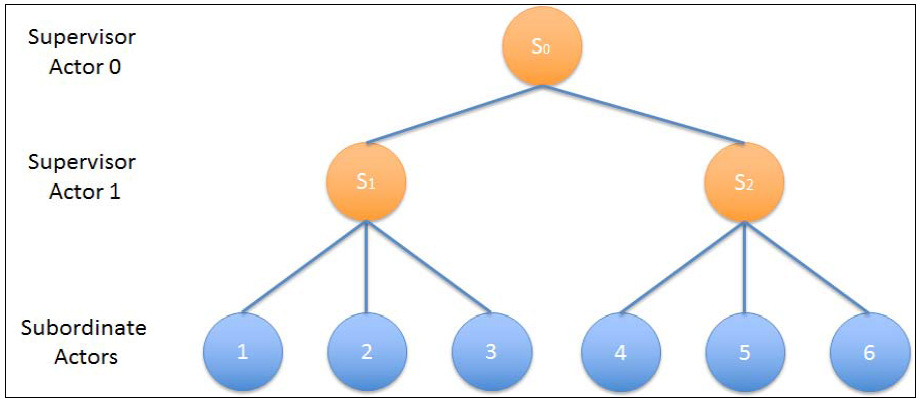 Supervisor
Actor 0
S0
Supervisor
Actor 1
S1
S2
Subordinate
Actors
1
2
3
4
5
6